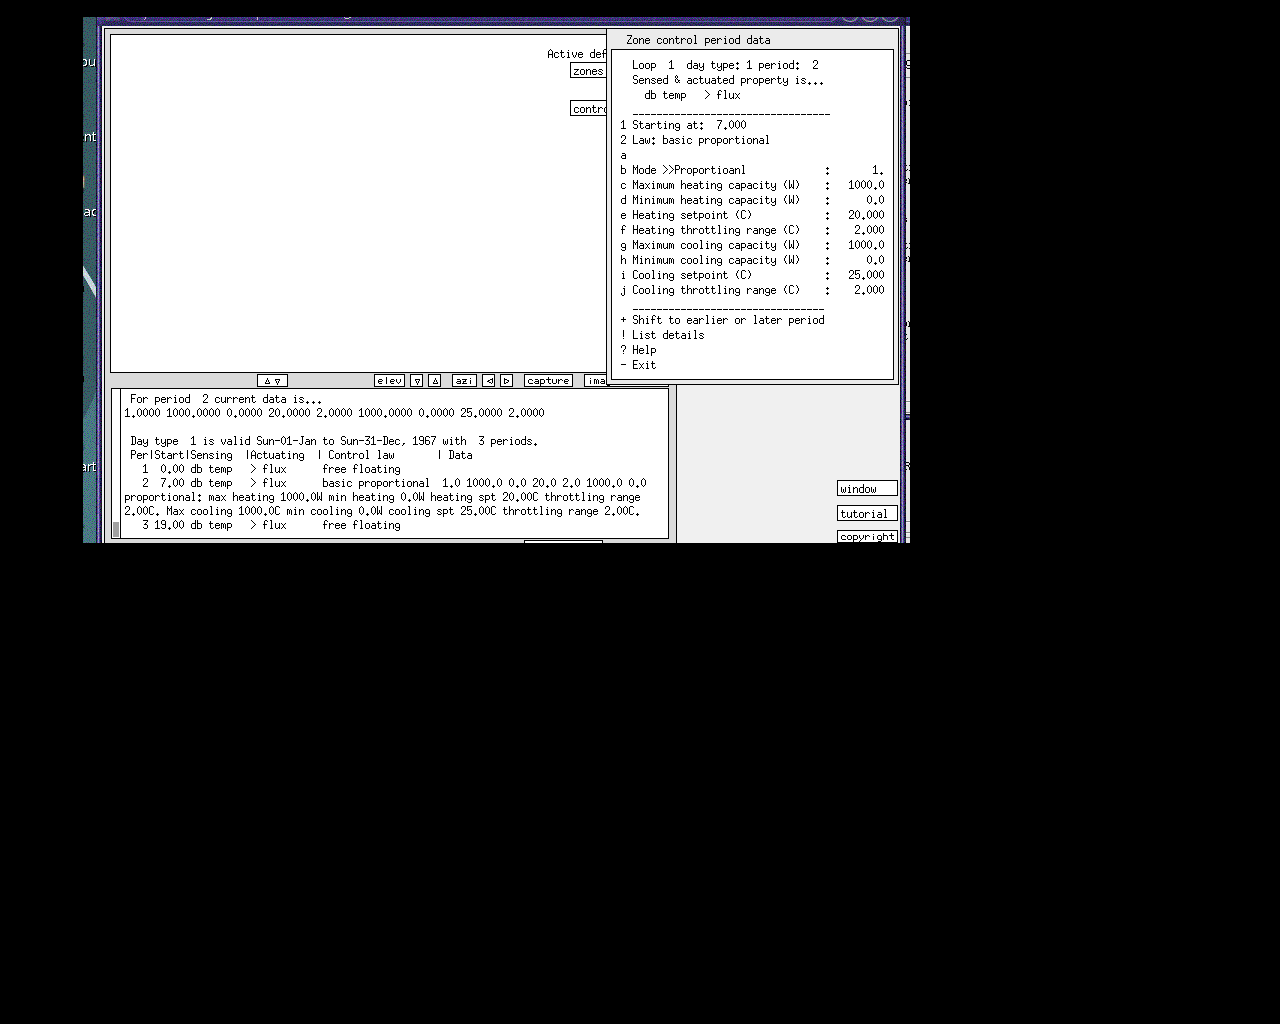 Zone control period data
Active def
zones
contro
Loop  1  day type: 1 period:  2
Sensed & actuated property is...
db temp   > flux
1 Starting at:  7.000
2 Law: basic proportional
a
b Mode >>Proportioanl             :       1.
c Maximum heating capacity (W)    :   1000.0
d Minimum heating capacity (W)    :      0.0
e Heating setpoint (C)            :   20.000
f Heating throttling range (C)    :    2.000
g Maximum cooling capacity (W)    :   1000.0
h Minimum cooling capacity (W)    :      0.0
i Cooling setpoint (C)            :   25.000
j Cooling throttling range (C)    :    2.000
+ Shift to earlier or later period
! List details
? Help
- Exit
elev
azi
capture
ima
For period  2 current data is...
1.0000 1000.0000 0.0000 20.0000 2.0000 1000.0000 0.0000 25.0000 2.0000
Day type  1 is valid Sun-01-Jan to Sun-31-Dec, 1967 with  3 periods.
Per|Start|Sensing  |Actuating  | Control law       | Data
1  0.00 db temp   > flux      free floating
2  7.00 db temp   > flux      basic proportional  1.0 1000.0 0.0 20.0 2.0 1000.0 0.0
proportional: max heating 1000.0W min heating 0.0W heating spt 20.00C throttling range
2.00C. Max cooling 1000.0C min cooling 0.0W cooling spt 25.00C throttling range 2.00C.
3 19.00 db temp   > flux      free floating
window
tutorial
copyright